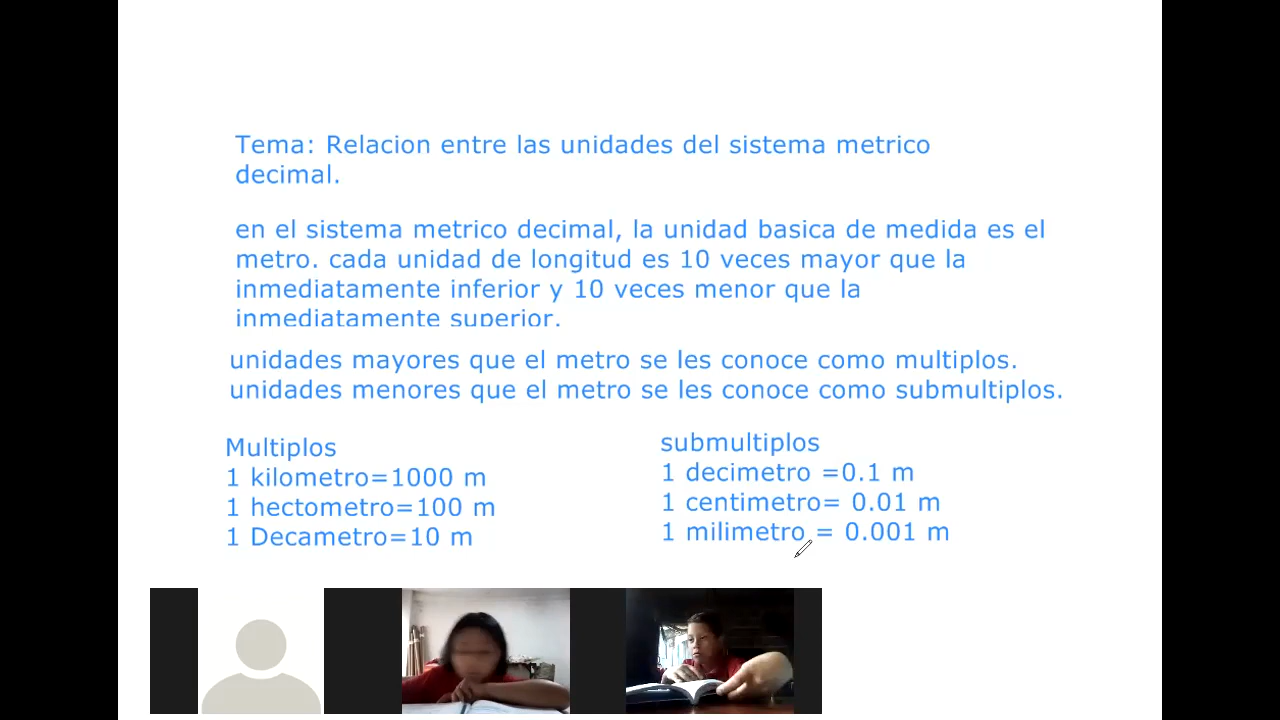 Tema: Relacion entre las unidades del sistema metrico
decimal.
en el sistema metrico decimal, la unidad basica de medida es el
metro. cada unidad de longitud es 10 veces mayor que la
inmediatamente inferior y 10 veces menor que la
inmediatamente superior.
unidades mayores que el metro se les conoce como multiplos.
unidades menores que el metro se les conoce como submultiplos.
Multiplos
1 kilometro=1000 m
1 hectometro=100 m
1 Decametro=10 m
submultiplos
1 decimetro =0.1 m
1 centimetro= 0.01 m
1 milimetro = 0.001 m